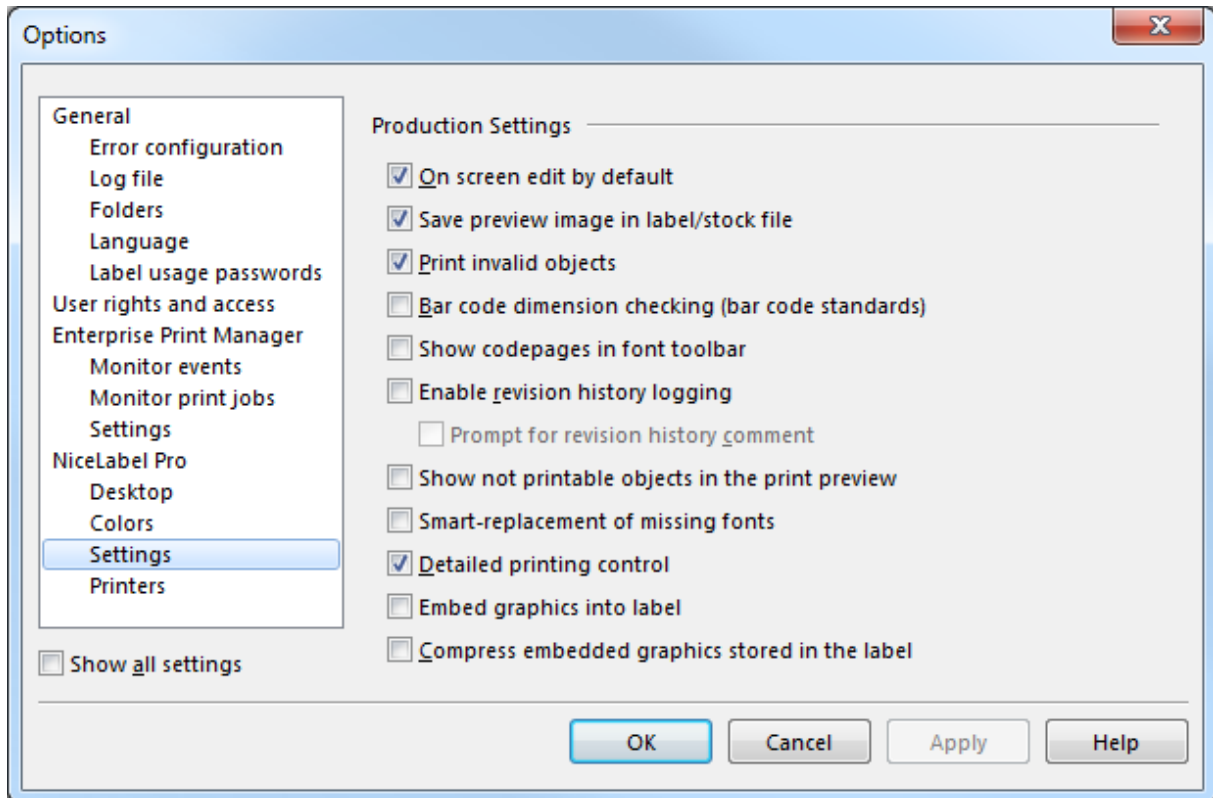 Options
General
Error configuration
Log file
Folders
Language
Label usage passwords
User rights and access
Enterprise Print Manager
Monitor events
Monitor print jobs
Settings
NiceLabel Pro
Desktop
Colors
Settings
Printers
Show all settings
Production Settings
On screen edit by default
Save preview image in label/stock file
Print invalid objects
Bar code dimension checking (bar code standards)
Show codepages in font toolbar
Enable revision history logging
Prompt for revision history comment
Show not printable objects in the print preview
Smart-replacement of missing fonts
Detailed printing control
Embed graphics into label
Compress embedded graphics stored in the label
OK
Cancel
Apply
Help